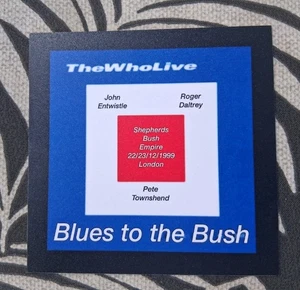 TheWhoLive
John
Entwistle
Roger
Daltrey
Shepherds
Bush
Empire
22/23/12/1999
London
Pete
Townshend
Blues to the Bush